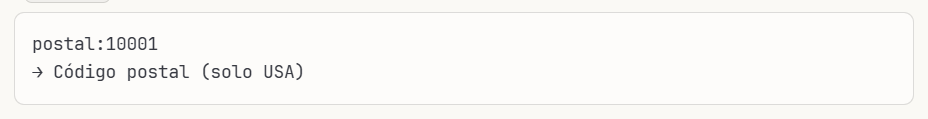 postal:10001
→ Código postal (solo USA)